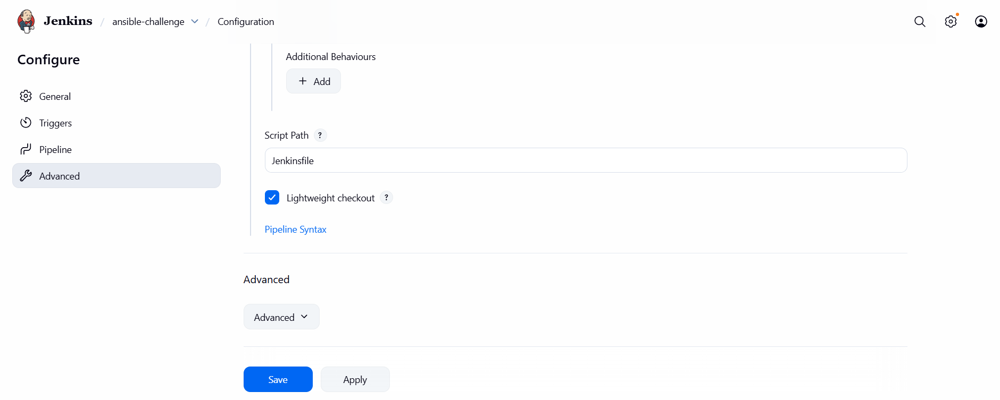 Jenkins / ansible-challenge / Configuration
Configure
General
Triggers
Pipeline
Advanced
Additional Behaviours
+ Add
Script Path ?
Jenkinsfile
Lightweight checkout ?
Pipeline Syntax
Advanced
Advanced
Save Apply